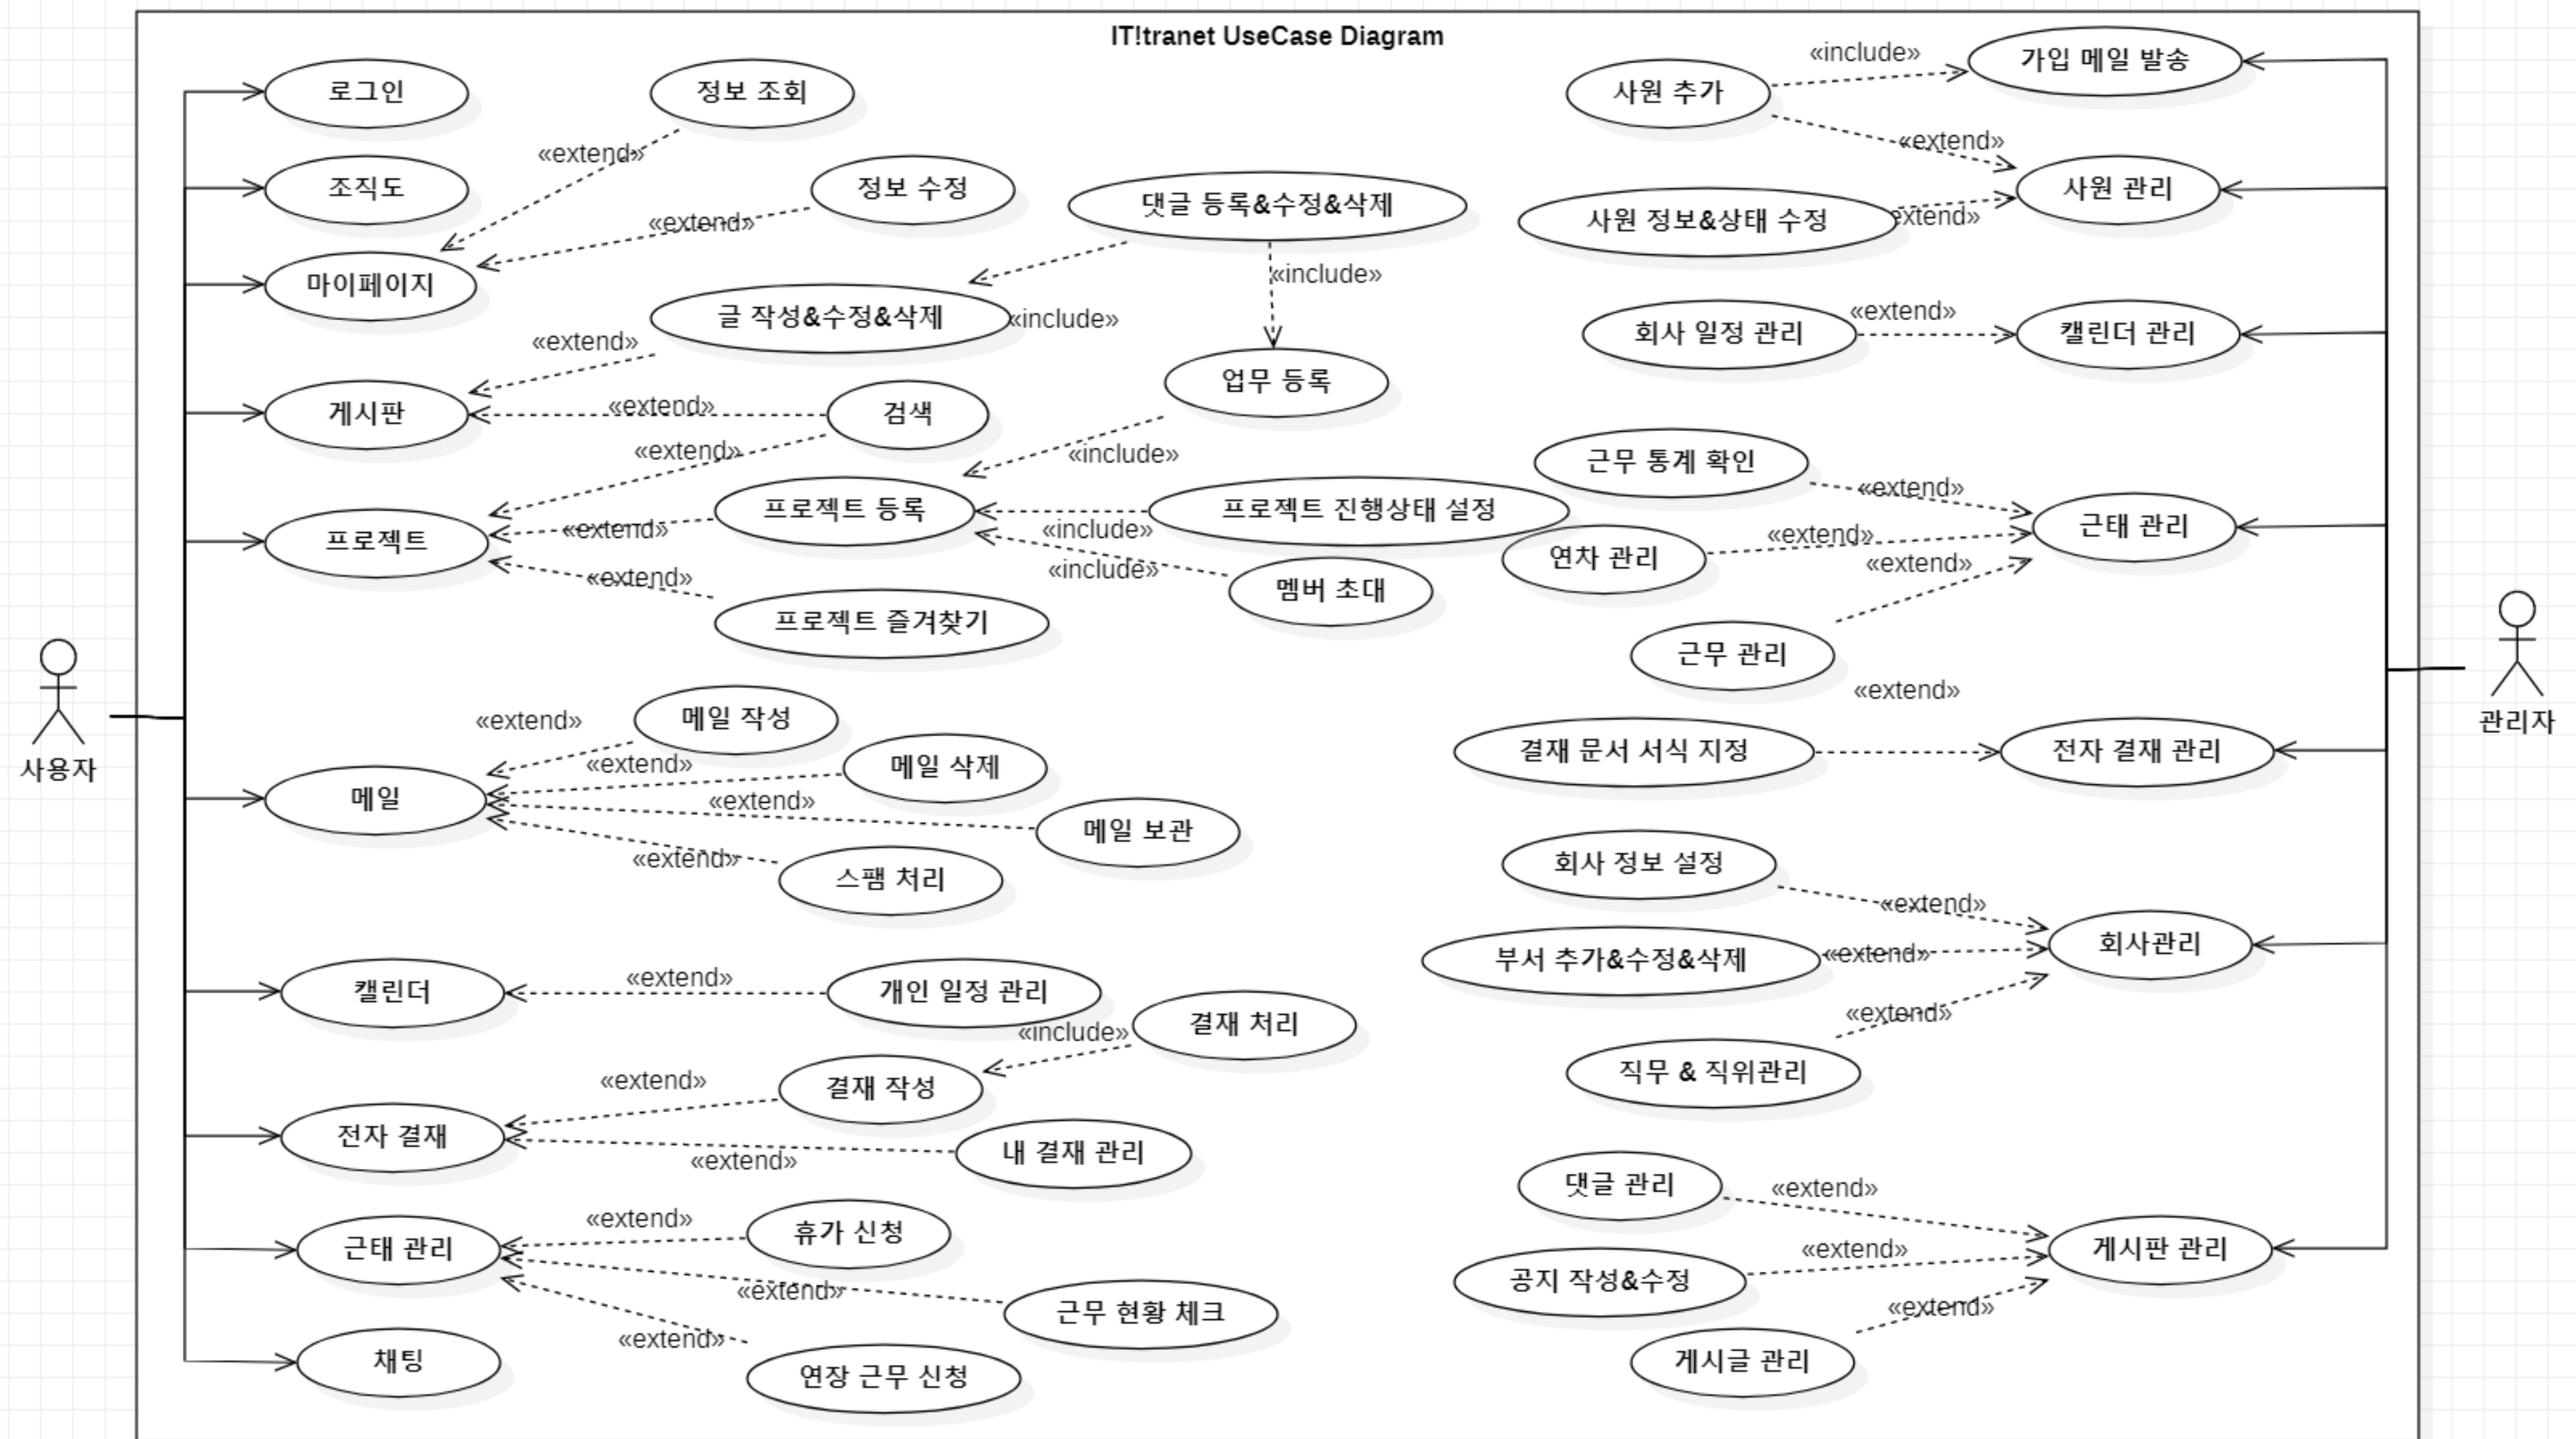 IT!tranet UseCase Diagram
로그인
정보 조회
«extend»
조직도
정보 수정
«extend»
마이페이지
댓글 등록&수정&삭제
«include»
글 작성&수정&삭제
«include»
«extend»
게시판
«extend»
검색
업무 등록
«extend»
«include»
프로젝트
«extend»
프로젝트 등록
«include»
프로젝트 진행상태 설정
«extend»
«include»
멤버 초대
프로젝트 즐겨찾기
사용자
«extend»
메일 작성
«extend»
메일 삭제
메일
«extend»
메일 보관
«extend»
스팸 처리
캘린더
«extend»
개인 일정 관리
«include»
결재 처리
«extend»
결재 작성
전자 결재
«extend»
내 결재 관리
«extend»
휴가 신청
근태 관리
«extend»
근무 현황 체크
«extend»
연장 근무 신청
채팅
사원 추가
«include»
가입 메일 발송
«extend»
사원 관리
사원 정보&상태 수정
extend»
회사 일정 관리
«extend»
캘린더 관리
근무 통계 확인
«extend»
연차 관리
«extend»
근태 관리
«extend»
근무 관리
관리자
«extend»
결재 문서 서식 지정
전자 결재 관리
회사 정보 설정
«extend»
부서 추가&수정&삭제
«extend»
회사관리
«extend»
직무 & 직위관리
댓글 관리
«extend»
공지 작성&수정
«extend»
게시판 관리
«extend»
게시글 관리